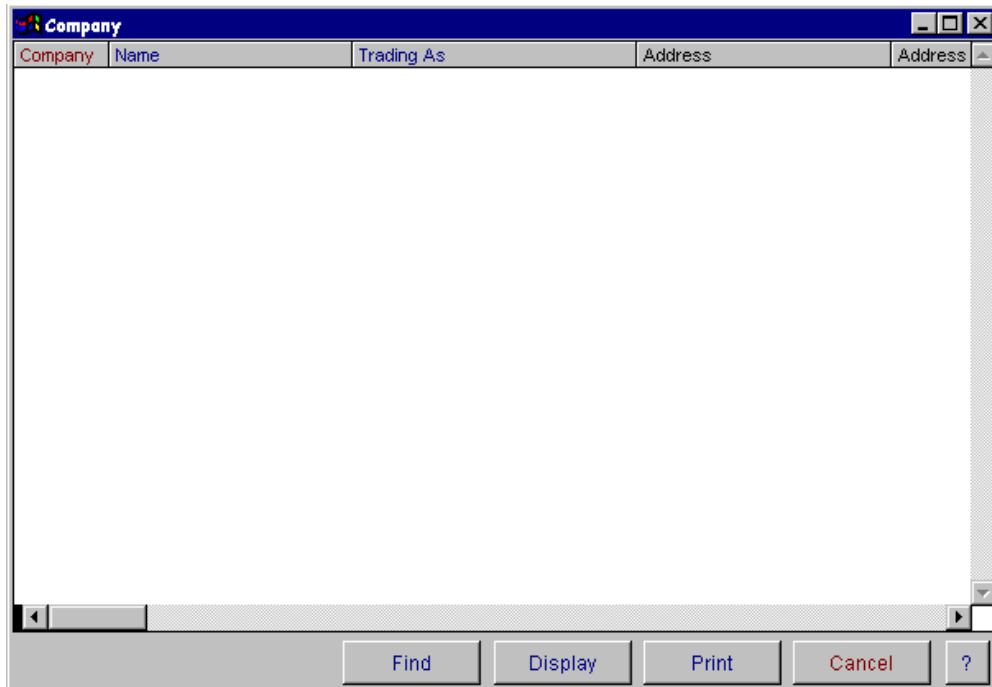 Company
Company Name Trading As Address Address
Find Display Print Cancel ?